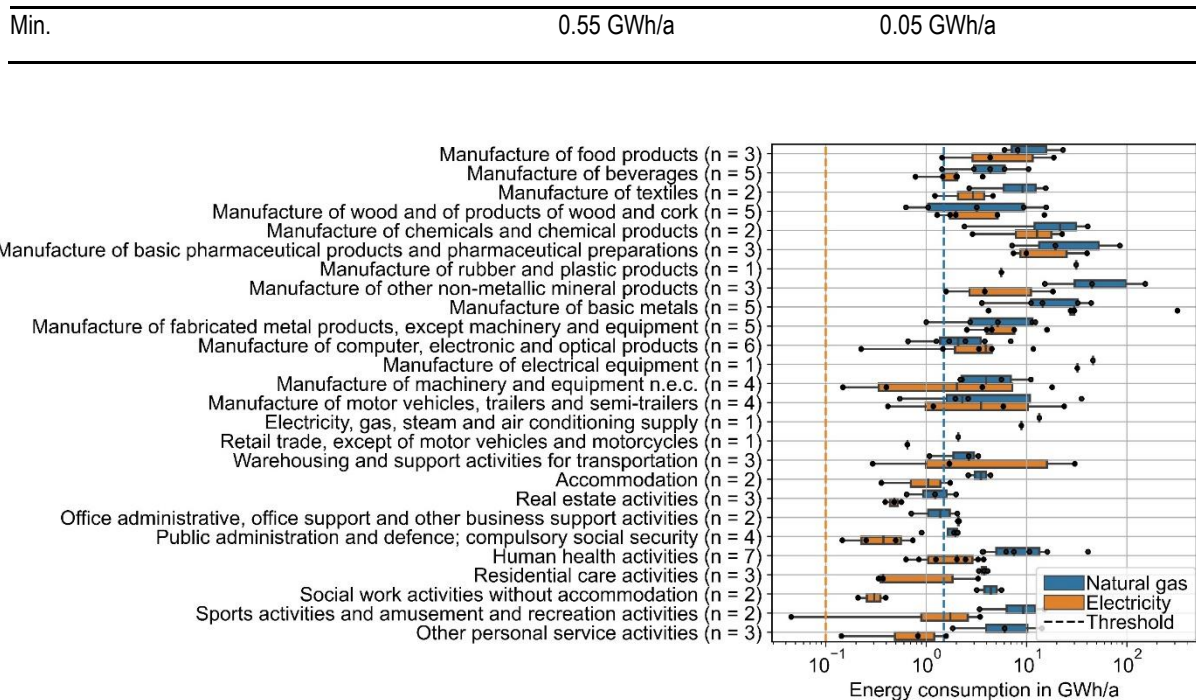 Min. 0.55 GWh/a 0.05 GWh/a
Manufacture of food products (n = 3)
Manufacture of beverages (n = 5)
Manufacture of textiles (n = 2)
Manufacture of wood and of products of wood and cork (n = 5)
Manufacture of chemicals and chemical products (n = 2)
Manufacture of basic pharmaceutical products and pharmaceutical preparations (n = 3)
Manufacture of rubber and plastic products (n = 1)
Manufacture of other non-metallic mineral products (n = 3)
Manufacture of basic metals (n = 5)
Manufacture of fabricated metal products, except machinery and equipment (n = 5)
Manufacture of computer, electronic and optical products (n = 6)
Manufacture of electrical equipment (n = 1)
Manufacture of machinery and equipment n.e.c. (n = 4)
Manufacture of motor vehicles, trailers and semi-trailers (n = 4)
Electricity, gas, steam and air conditioning supply (n = 1)
Retail trade, except of motor vehicles and motorcycles (n = 1)
Warehousing and support activities for transportation (n = 3)
Accommodation (n = 2)
Real estate activities (n = 3)
Office administrative, office support and other business support activities (n = 2)
Public administration and defence; compulsory social security (n = 4)
Human health activities (n = 7)
Residential care activities (n = 3)
Social work activities without accommodation (n = 2)
Sports activities and amusement and recreation activities (n = 2)
Other personal service activities (n = 3)
Natural gas
Electricity
Threshold
10⁻¹ 10⁰ 10¹ 10²
Energy consumption in GWh/a